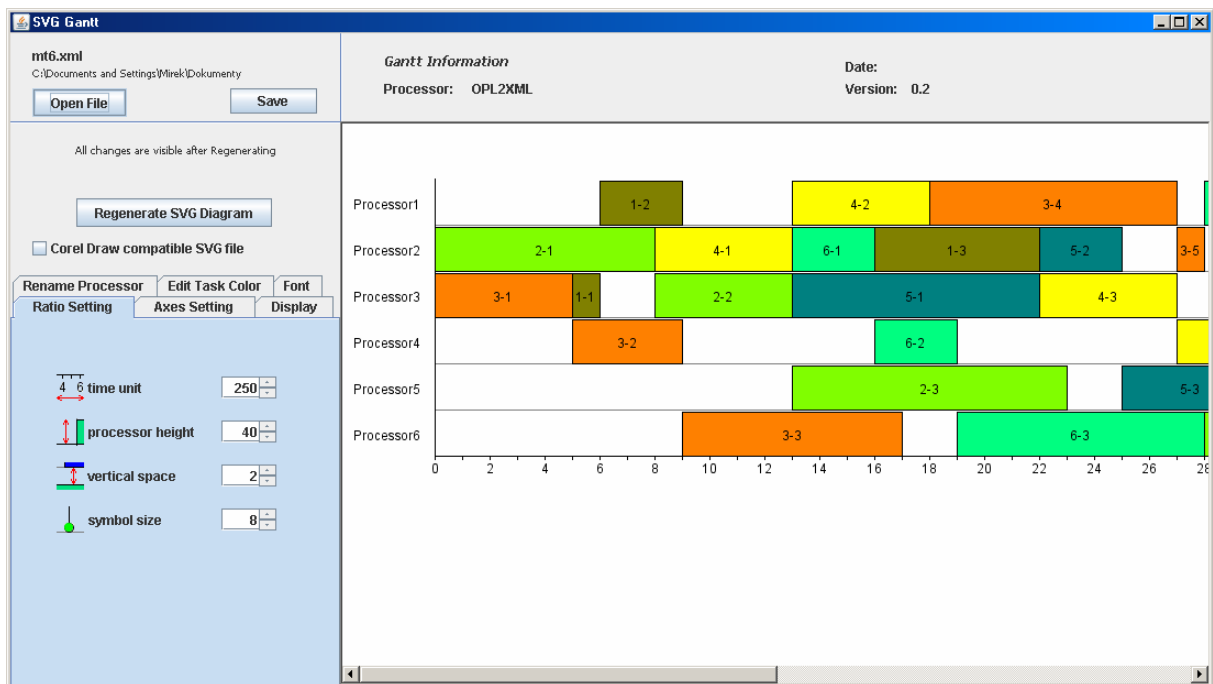 SVG Gantt
mt6.xml
C:\Documents and Settings\Mirek\Dokumenty
Open File
Save
Gantt Information
Processor: OPL2XML
Date:
Version: 0.2
All changes are visible after Regenerating
Regenerate SVG Diagram
Corel Draw compatible SVG file
Rename Processor Edit Task Color Font
Ratio Setting Axes Setting Display
4 6 time unit 250
processor height 40
vertical space 2
symbol size 8
Processor1 1-2 4-2 3-4
Processor2 2-1 4-1 6-1 1-3 5-2 3-5
Processor3 3-1 1-1 2-2 5-1 4-3
Processor4 3-2 6-2
Processor5 2-3 5-3
Processor6 3-3 6-3
0 2 4 6 8 10 12 14 16 18 20 22 24 26 28